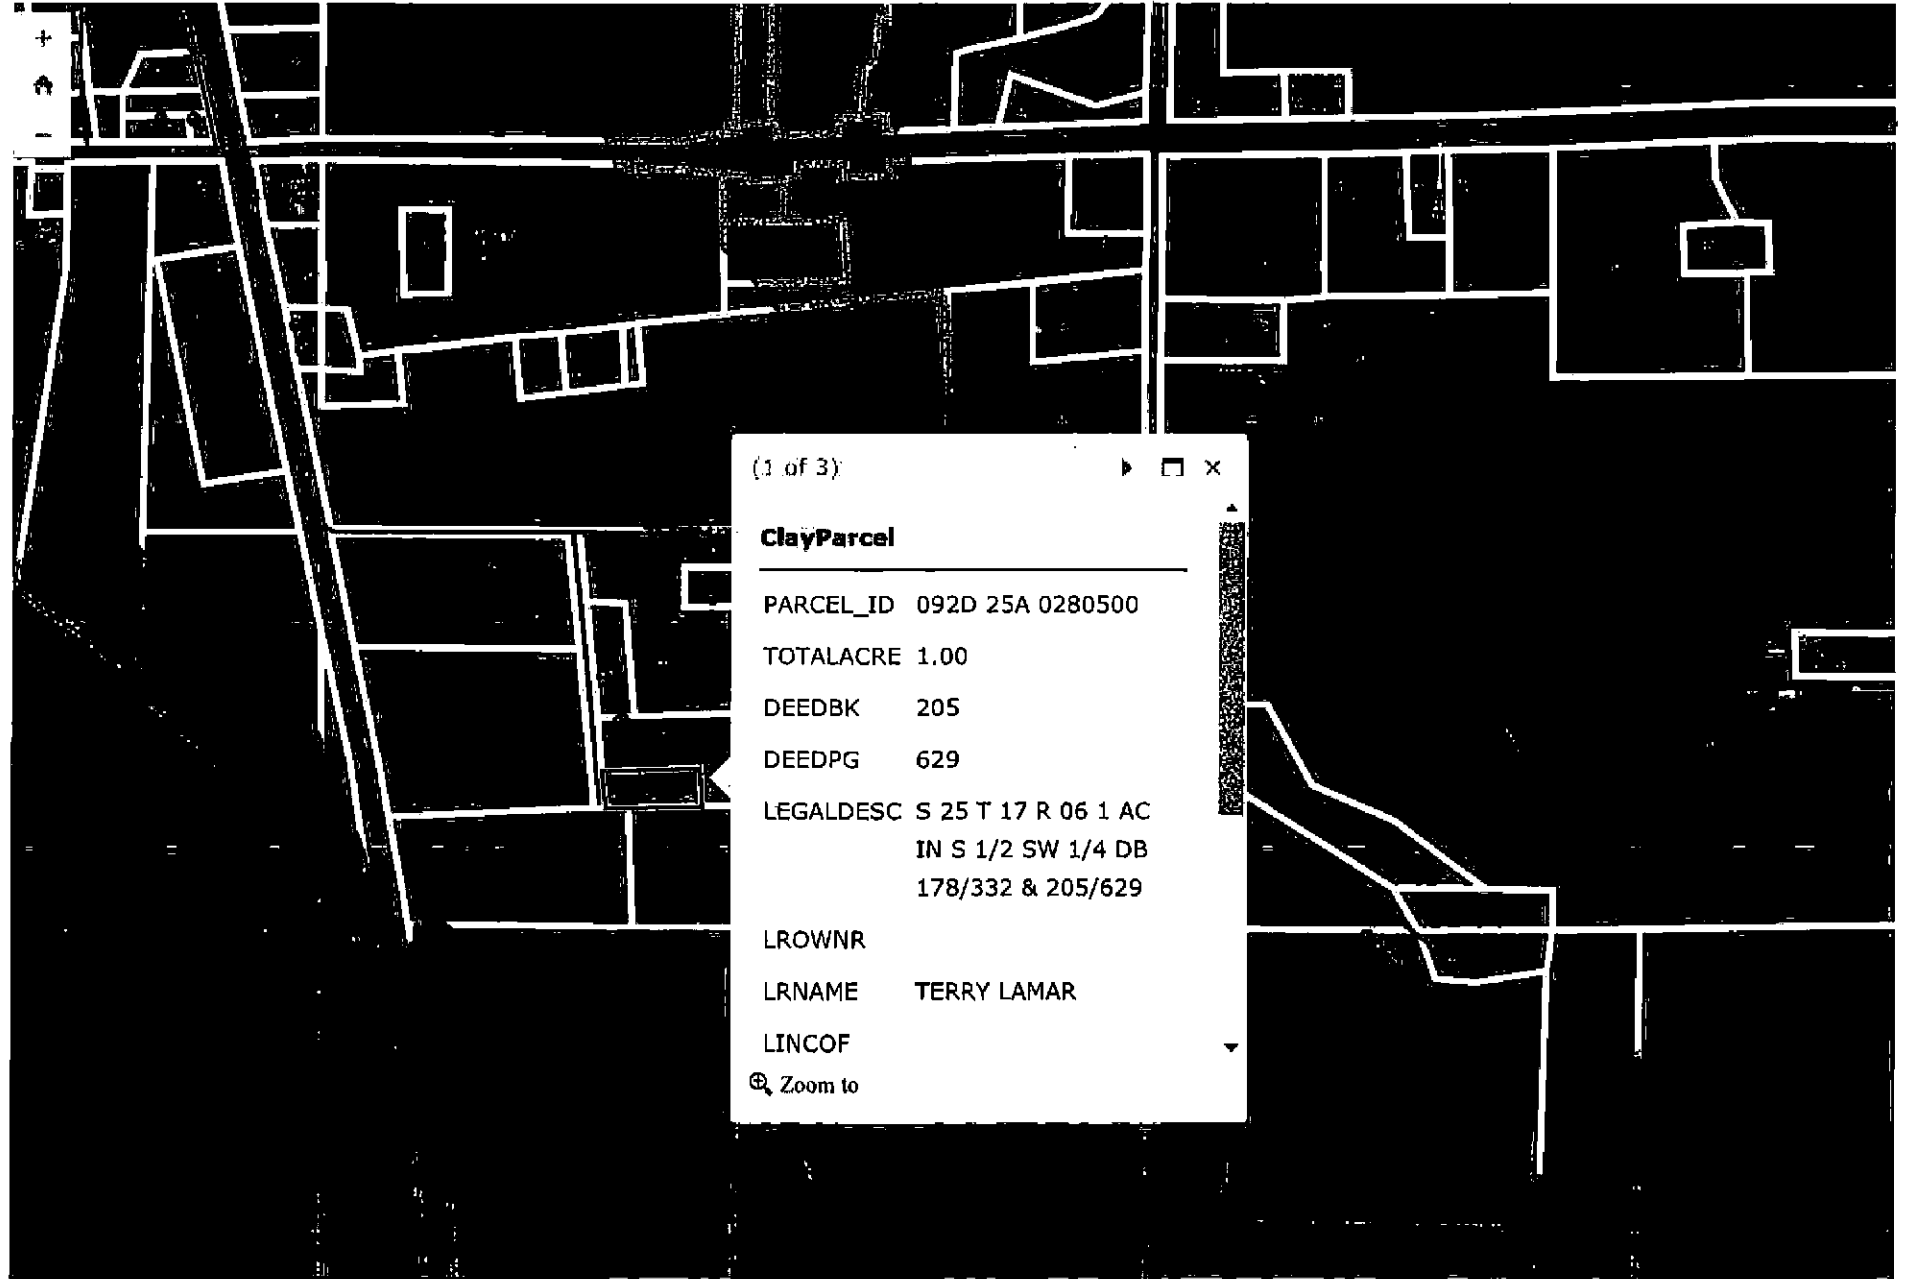 (1 of 3)
ClayParcel
PARCEL_ID 092D 25A 0280500
TOTALACRE 1.00
DEEDBK 205
DEEDPG 629
LEGALDESC S 25 T 17 R 06 1 AC
IN S 1/2 SW 1/4 DB
178/332 & 205/629
LROWNR
LRNAME TERRY LAMAR
LINCOF
Zoom to